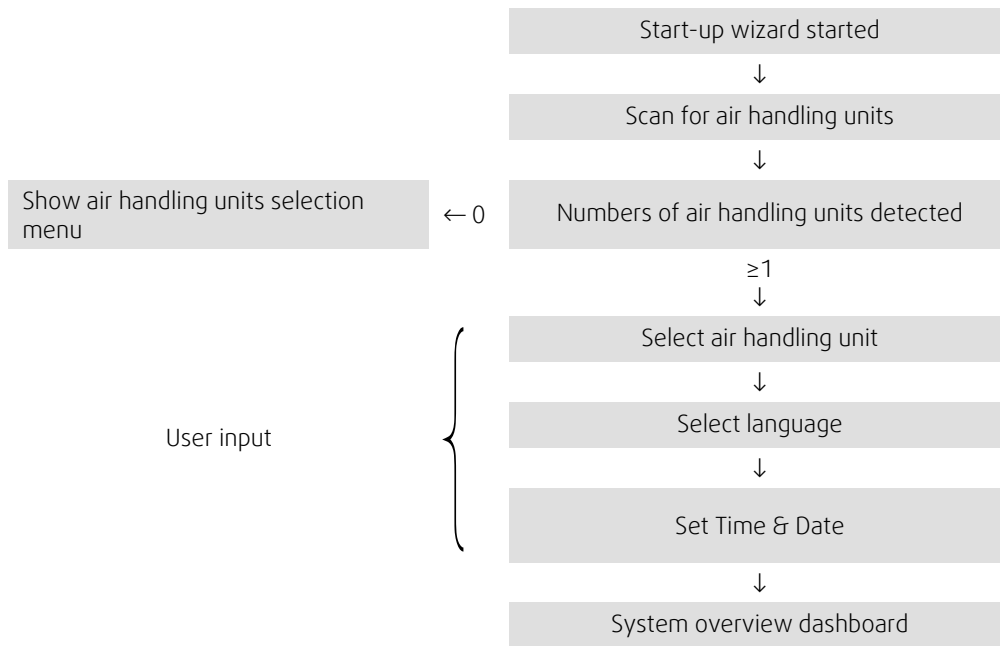 Start-up wizard started
↓
Scan for air handling units
↓
Show air handling units selection
menu
← 0
Numbers of air handling units detected
≥1
↓
Select air handling unit
↓
Select language
↓
User input
Set Time & Date
↓
System overview dashboard